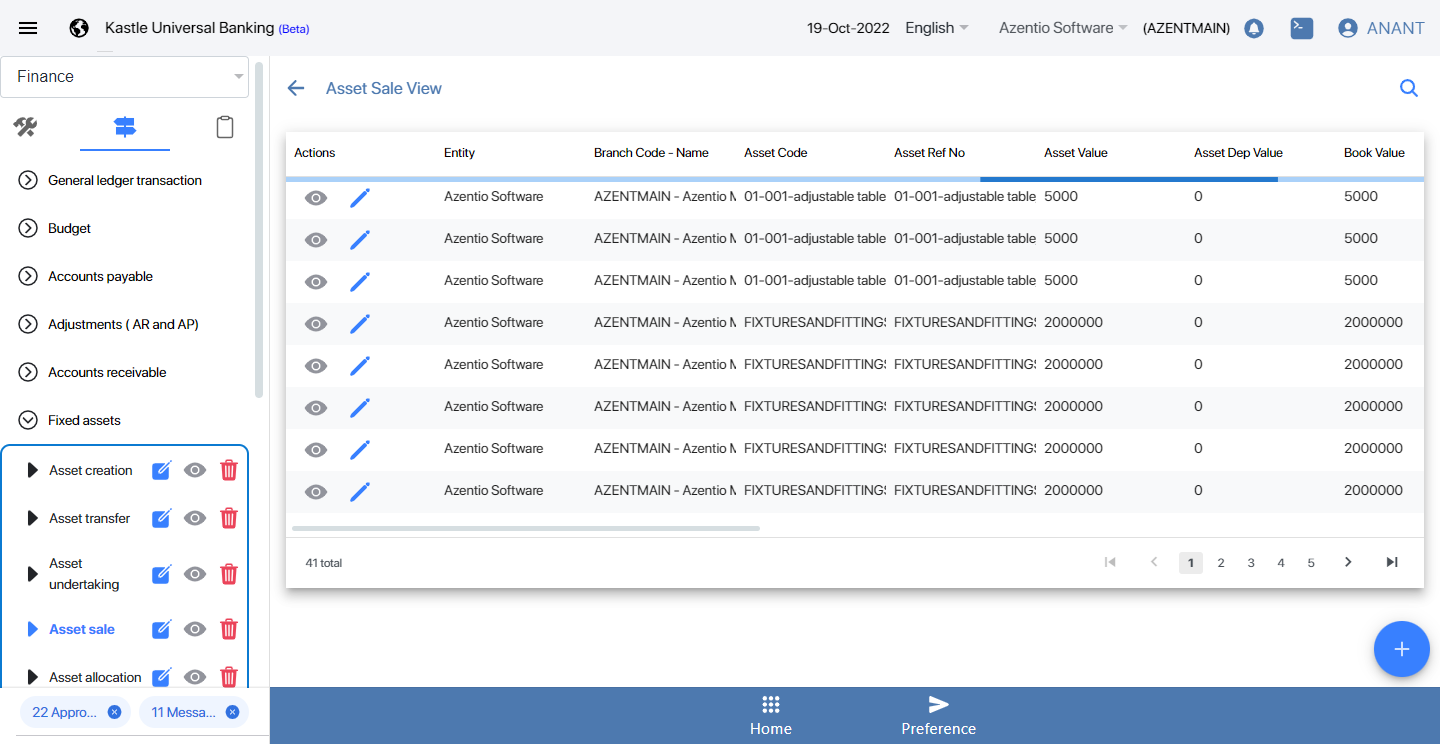 Kastle Universal Banking (Beta) 19-Oct-2022 English Azentio Software (AZENTMAIN) ANANT
Finance
General ledger transaction
Budget
Accounts payable
Adjustments ( AR and AP)
Accounts receivable
Fixed assets
Asset creation
Asset transfer
Asset
undertaking
Asset sale
Asset allocation
22 Appro...
11 Messa...
Asset Sale View
Actions Entity Branch Code - Name Asset Code Asset Ref No Asset Value Asset Dep Value Book Value
Azentio Software AZENTMAIN - Azentio M 01-001-adjustable table 01-001-adjustable table 5000 0 5000
Azentio Software AZENTMAIN - Azentio M 01-001-adjustable table 01-001-adjustable table 5000 0 5000
Azentio Software AZENTMAIN - Azentio M 01-001-adjustable table 01-001-adjustable table 5000 0 5000
Azentio Software AZENTMAIN - Azentio M FIXTURESANDFITTINGS FIXTURESANDFITTINGS 2000000 0 2000000
Azentio Software AZENTMAIN - Azentio M FIXTURESANDFITTINGS FIXTURESANDFITTINGS 2000000 0 2000000
Azentio Software AZENTMAIN - Azentio M FIXTURESANDFITTINGS FIXTURESANDFITTINGS 2000000 0 2000000
Azentio Software AZENTMAIN - Azentio M FIXTURESANDFITTINGS FIXTURESANDFITTINGS 2000000 0 2000000
Azentio Software AZENTMAIN - Azentio M FIXTURESANDFITTINGS FIXTURESANDFITTINGS 2000000 0 2000000
41 total 1 2 3 4 5
Home Preference